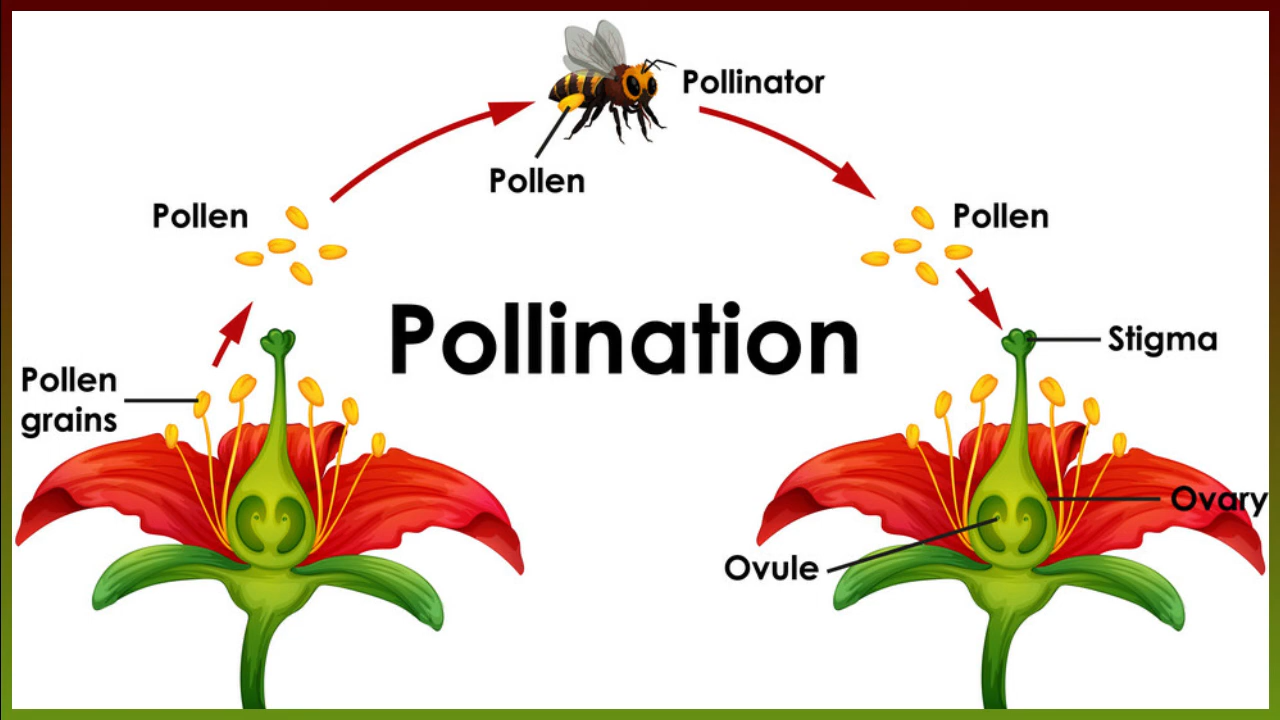 Pollinator
Pollen
Pollen
Pollen
Pollination
Pollen
grains
Stigma
Ovary
Ovule